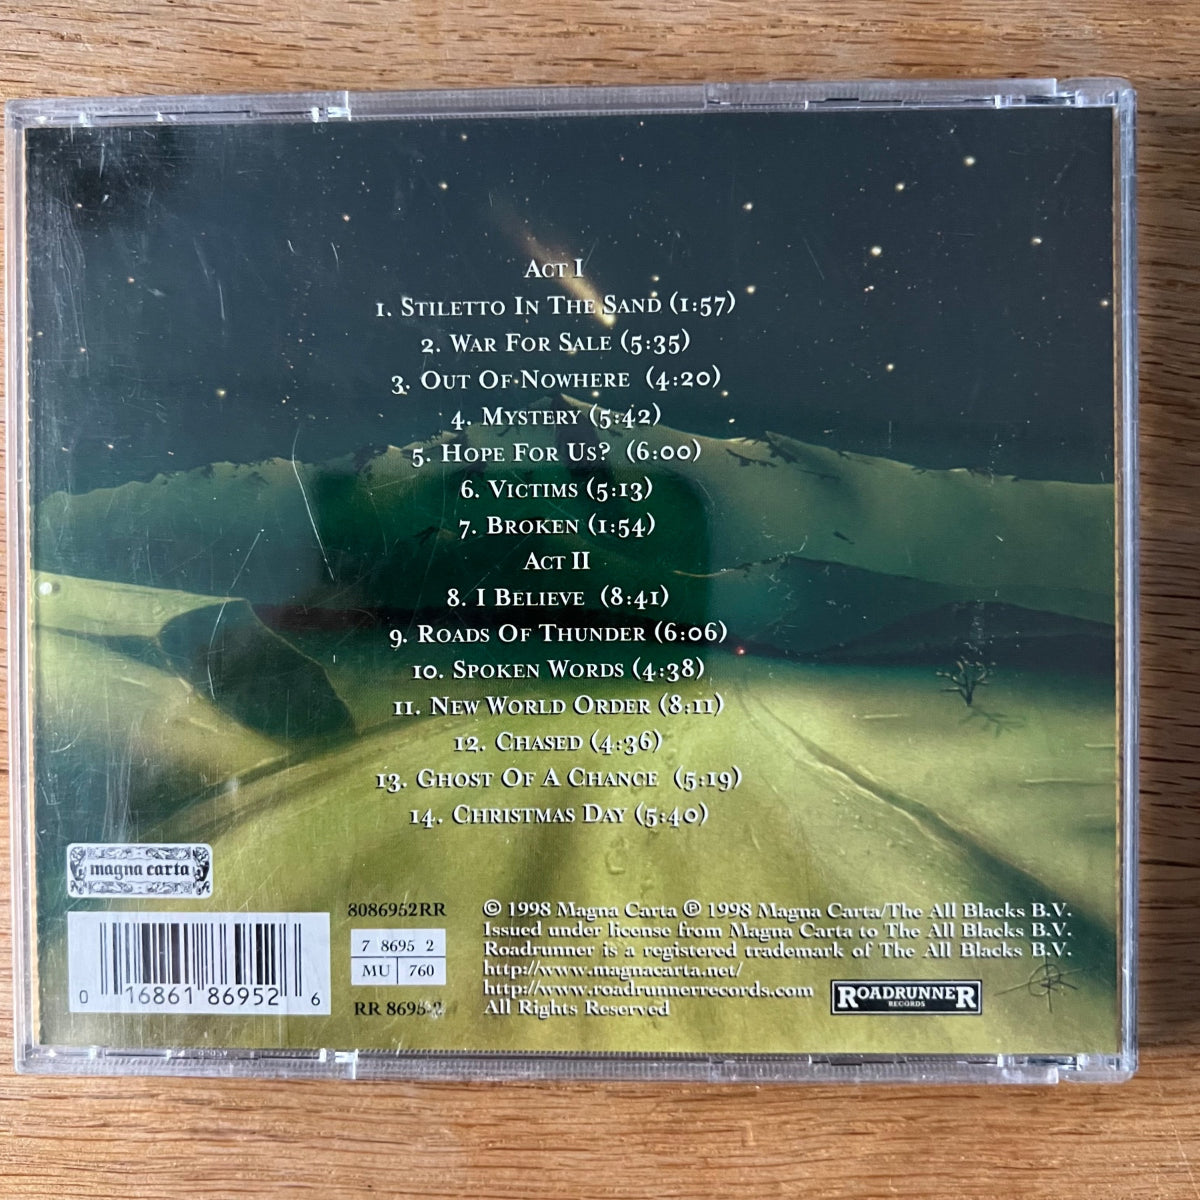 Act I
1. Stiletto In The Sand (1:57)
2. War For Sale (5:35)
3. Out Of Nowhere (4:20)
4. Mystery (5:42)
5. Hope For Us? (6:00)
6. Victims (5:13)
7. Broken (1:54)
Act II
8. I Believe (8:41)
9. Roads Of Thunder (6:06)
10. Spoken Words (4:38)
11. New World Order (8:11)
12. Chased (4:36)
13. Ghost Of A Chance (5:19)
14. Christmas Day (5:40)
magna carta
0 16861 86952 6
8086952RR
7 8695 2
MU 760
RR 8695-2
© 1998 Magna Carta ℗ 1998 Magna Carta/The All Blacks B.V.
Issued under license from Magna Carta to The All Blacks B.V.
Roadrunner is a registered trademark of The All Blacks B.V.
http://www.magnacarta.net/
http://www.roadrunnerrecords.com
All Rights Reserved
ROADRUNNER
RECORDS